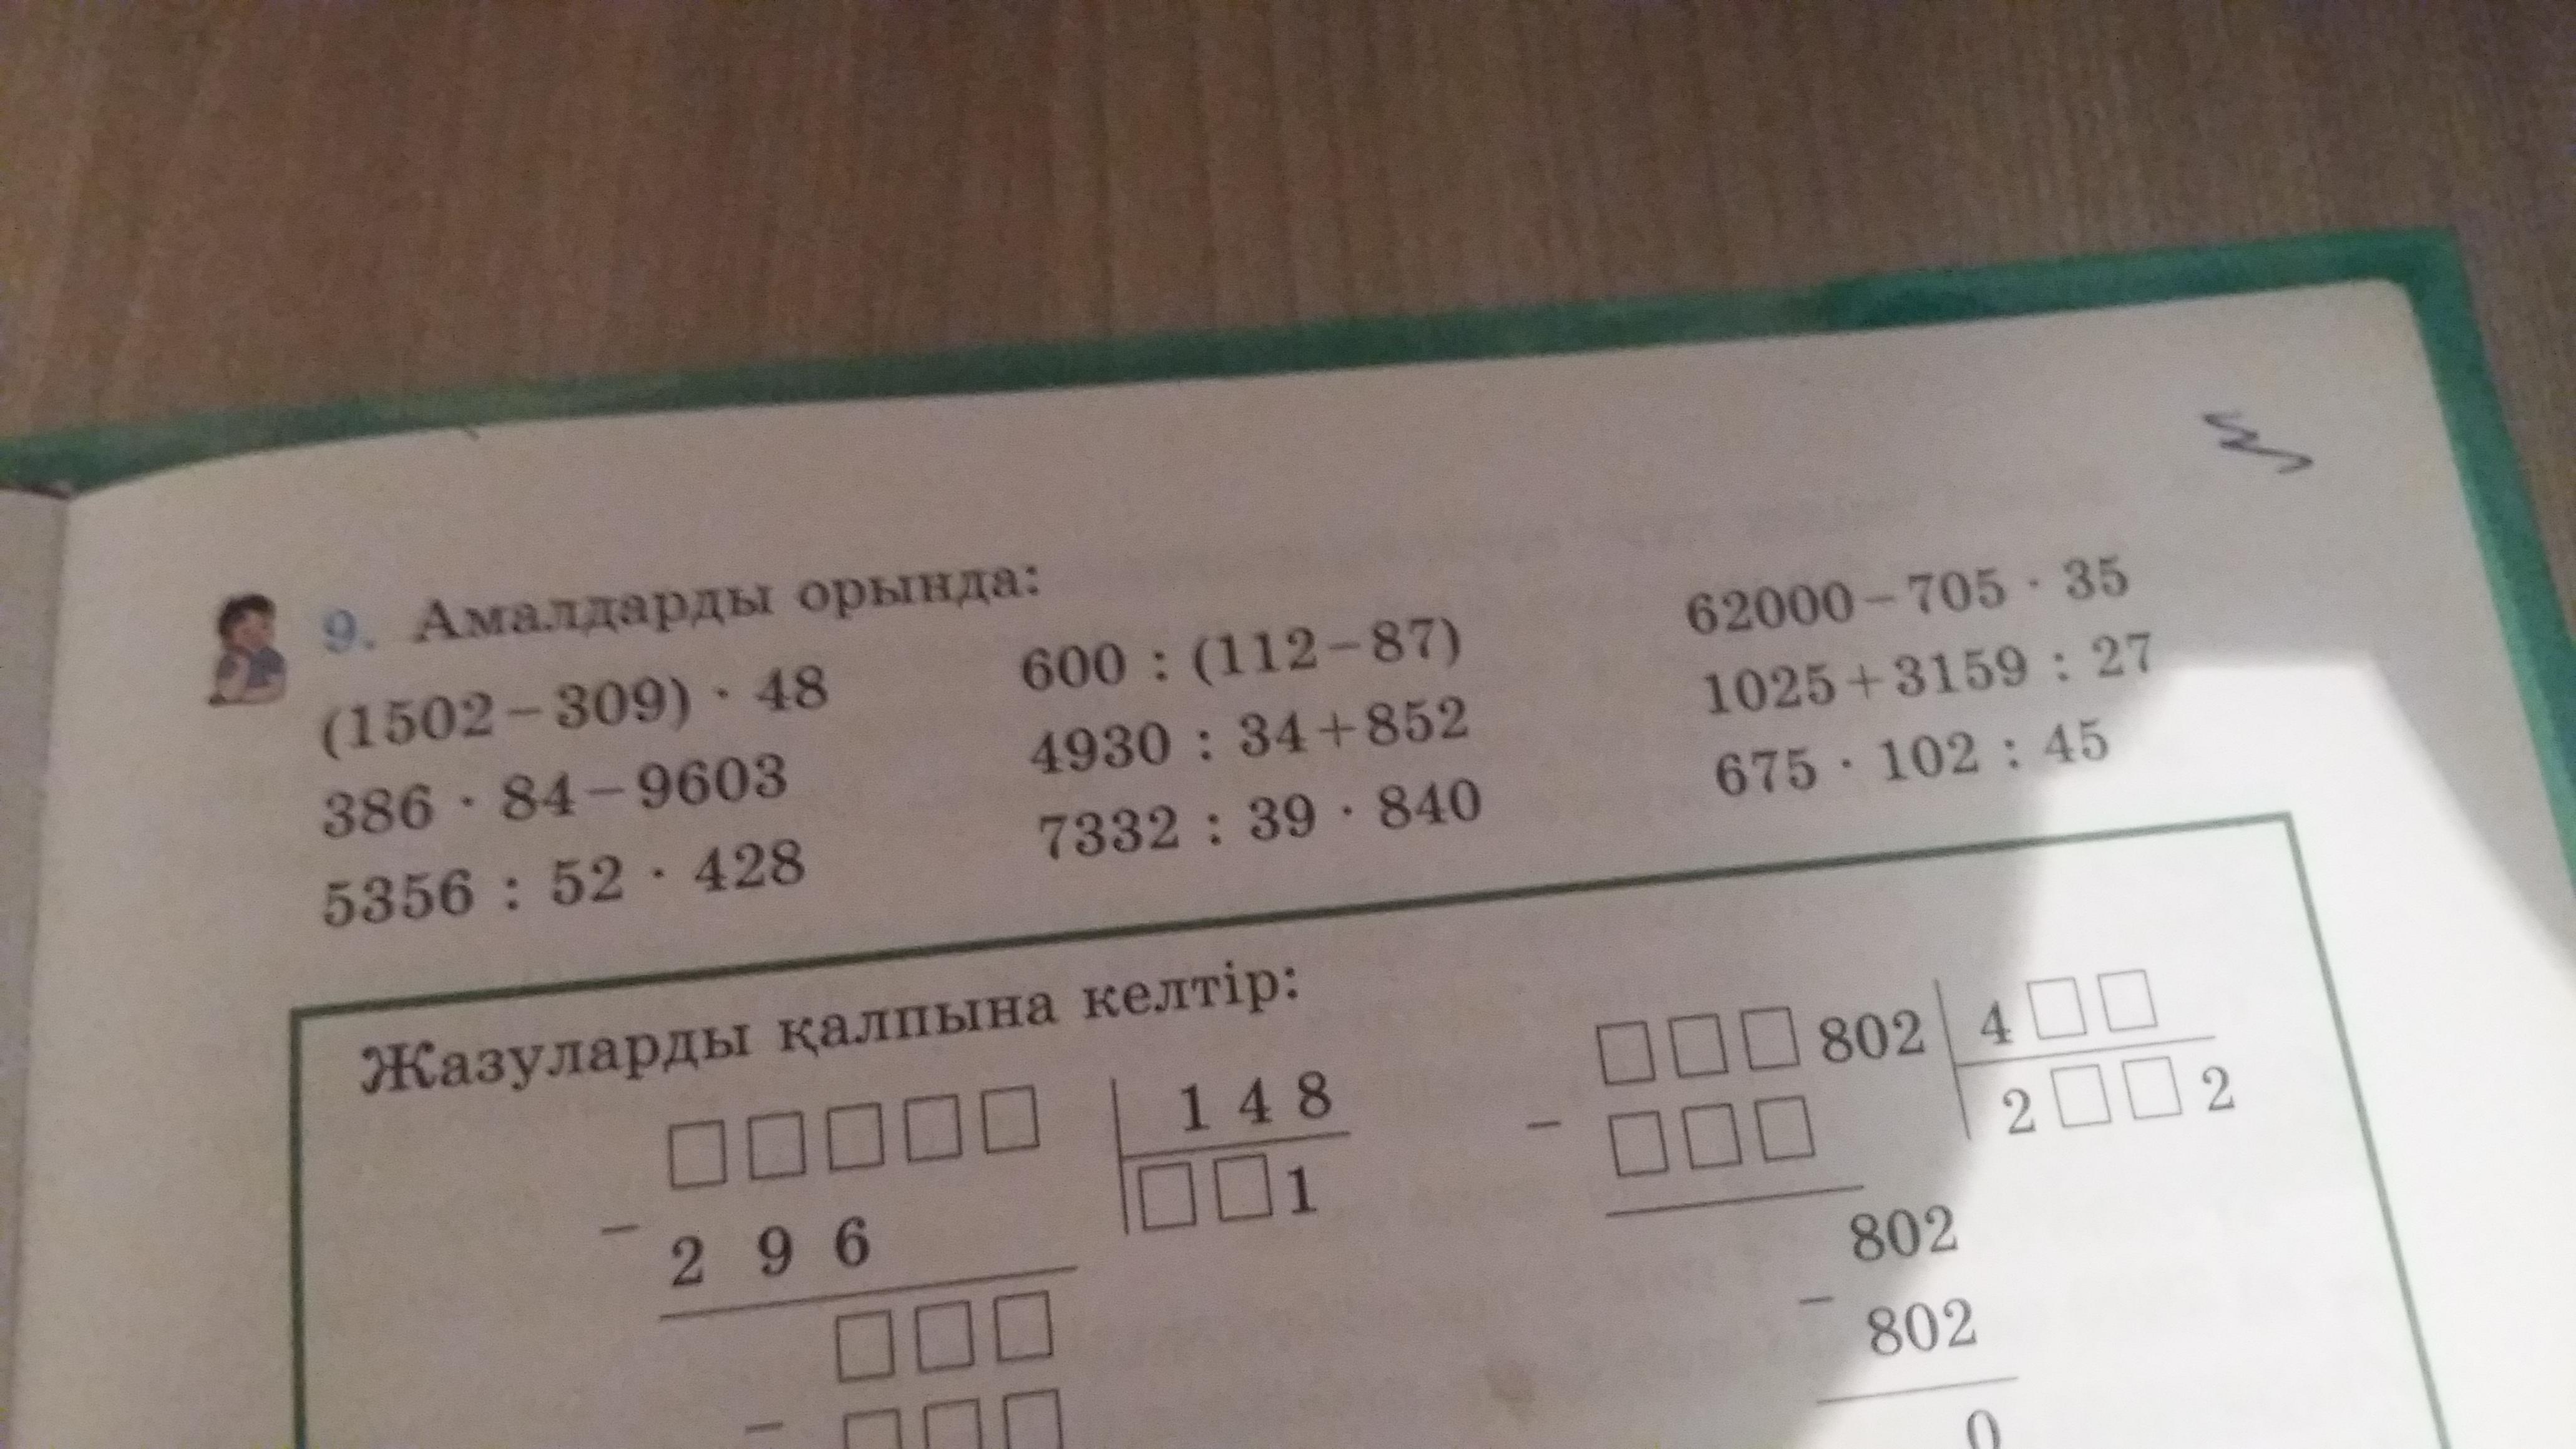 9. Амалдарды орында:
(1502−309) · 48 600 : (112−87) 62000−705 · 35
386 · 84−9603 4930 : 34+852 1025+3159 : 27
5356 : 52 · 428 7332 : 39 · 840 675 · 102 : 45
Жазуларды қалпына келтір:
□□□□□ 148
− 296 □□1
□□□
− □□□
□□□802 4□□
− □□□ 2□□2
802
− 802
0